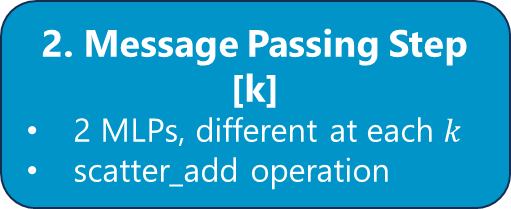 2. Message Passing Step
[k]
• 2 MLPs, different at each 𝑘
• scatter_add operation